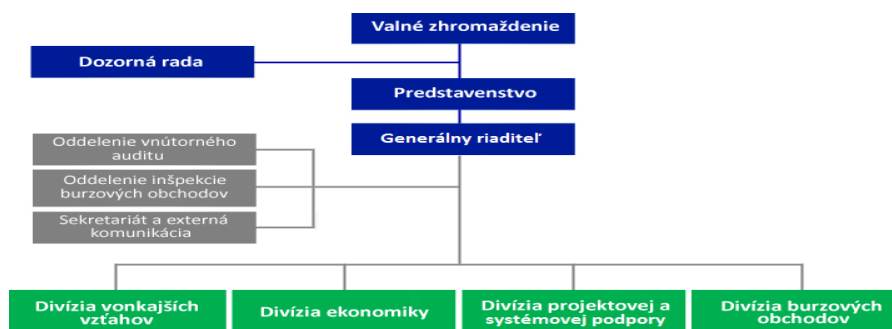 Valné zhromaždenie
Dozorná rada
Predstavenstvo
Generálny riaditeľ
Oddelenie vnútorného
auditu
Oddelenie inšpekcie
burzových obchodov
Sekretariát a externá
komunikácia
Divízia vonkajších
vzťahov
Divízia ekonomiky
Divízia projektovej a
systémovej podpory
Divízia burzových
obchodov